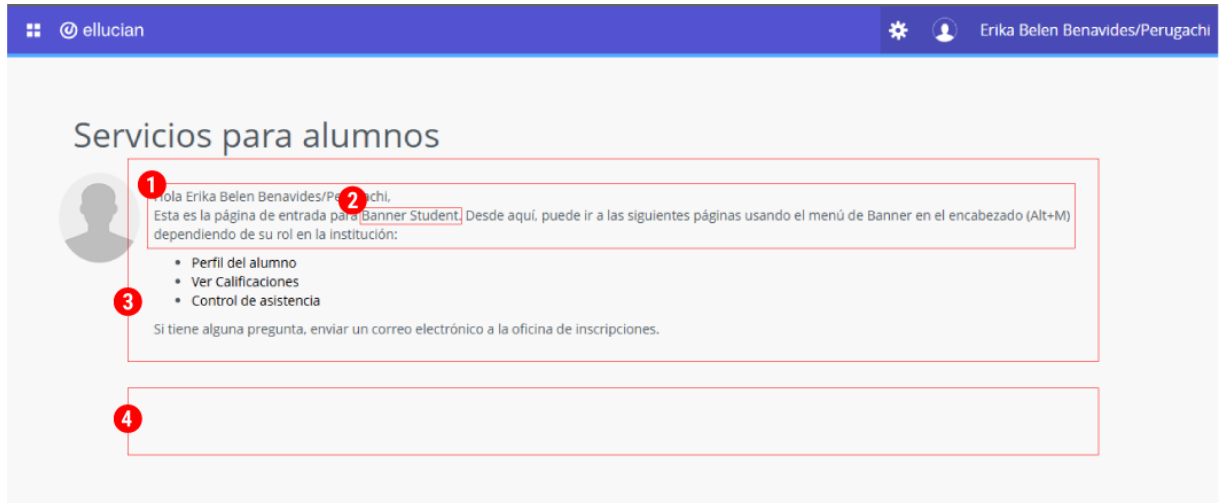 ellucian
Erika Belen Benavides/Perugachi
Servicios para alumnos
1
2
Hola Erika Belen Benavides/Perugachi,
Esta es la página de entrada para Banner Student. Desde aquí, puede ir a las siguientes páginas usando el menú de Banner en el encabezado (Alt+M)
dependiendo de su rol en la institución:
• Perfil del alumno
• Ver Calificaciones
3
• Control de asistencia
Si tiene alguna pregunta, enviar un correo electrónico a la oficina de inscripciones.
4